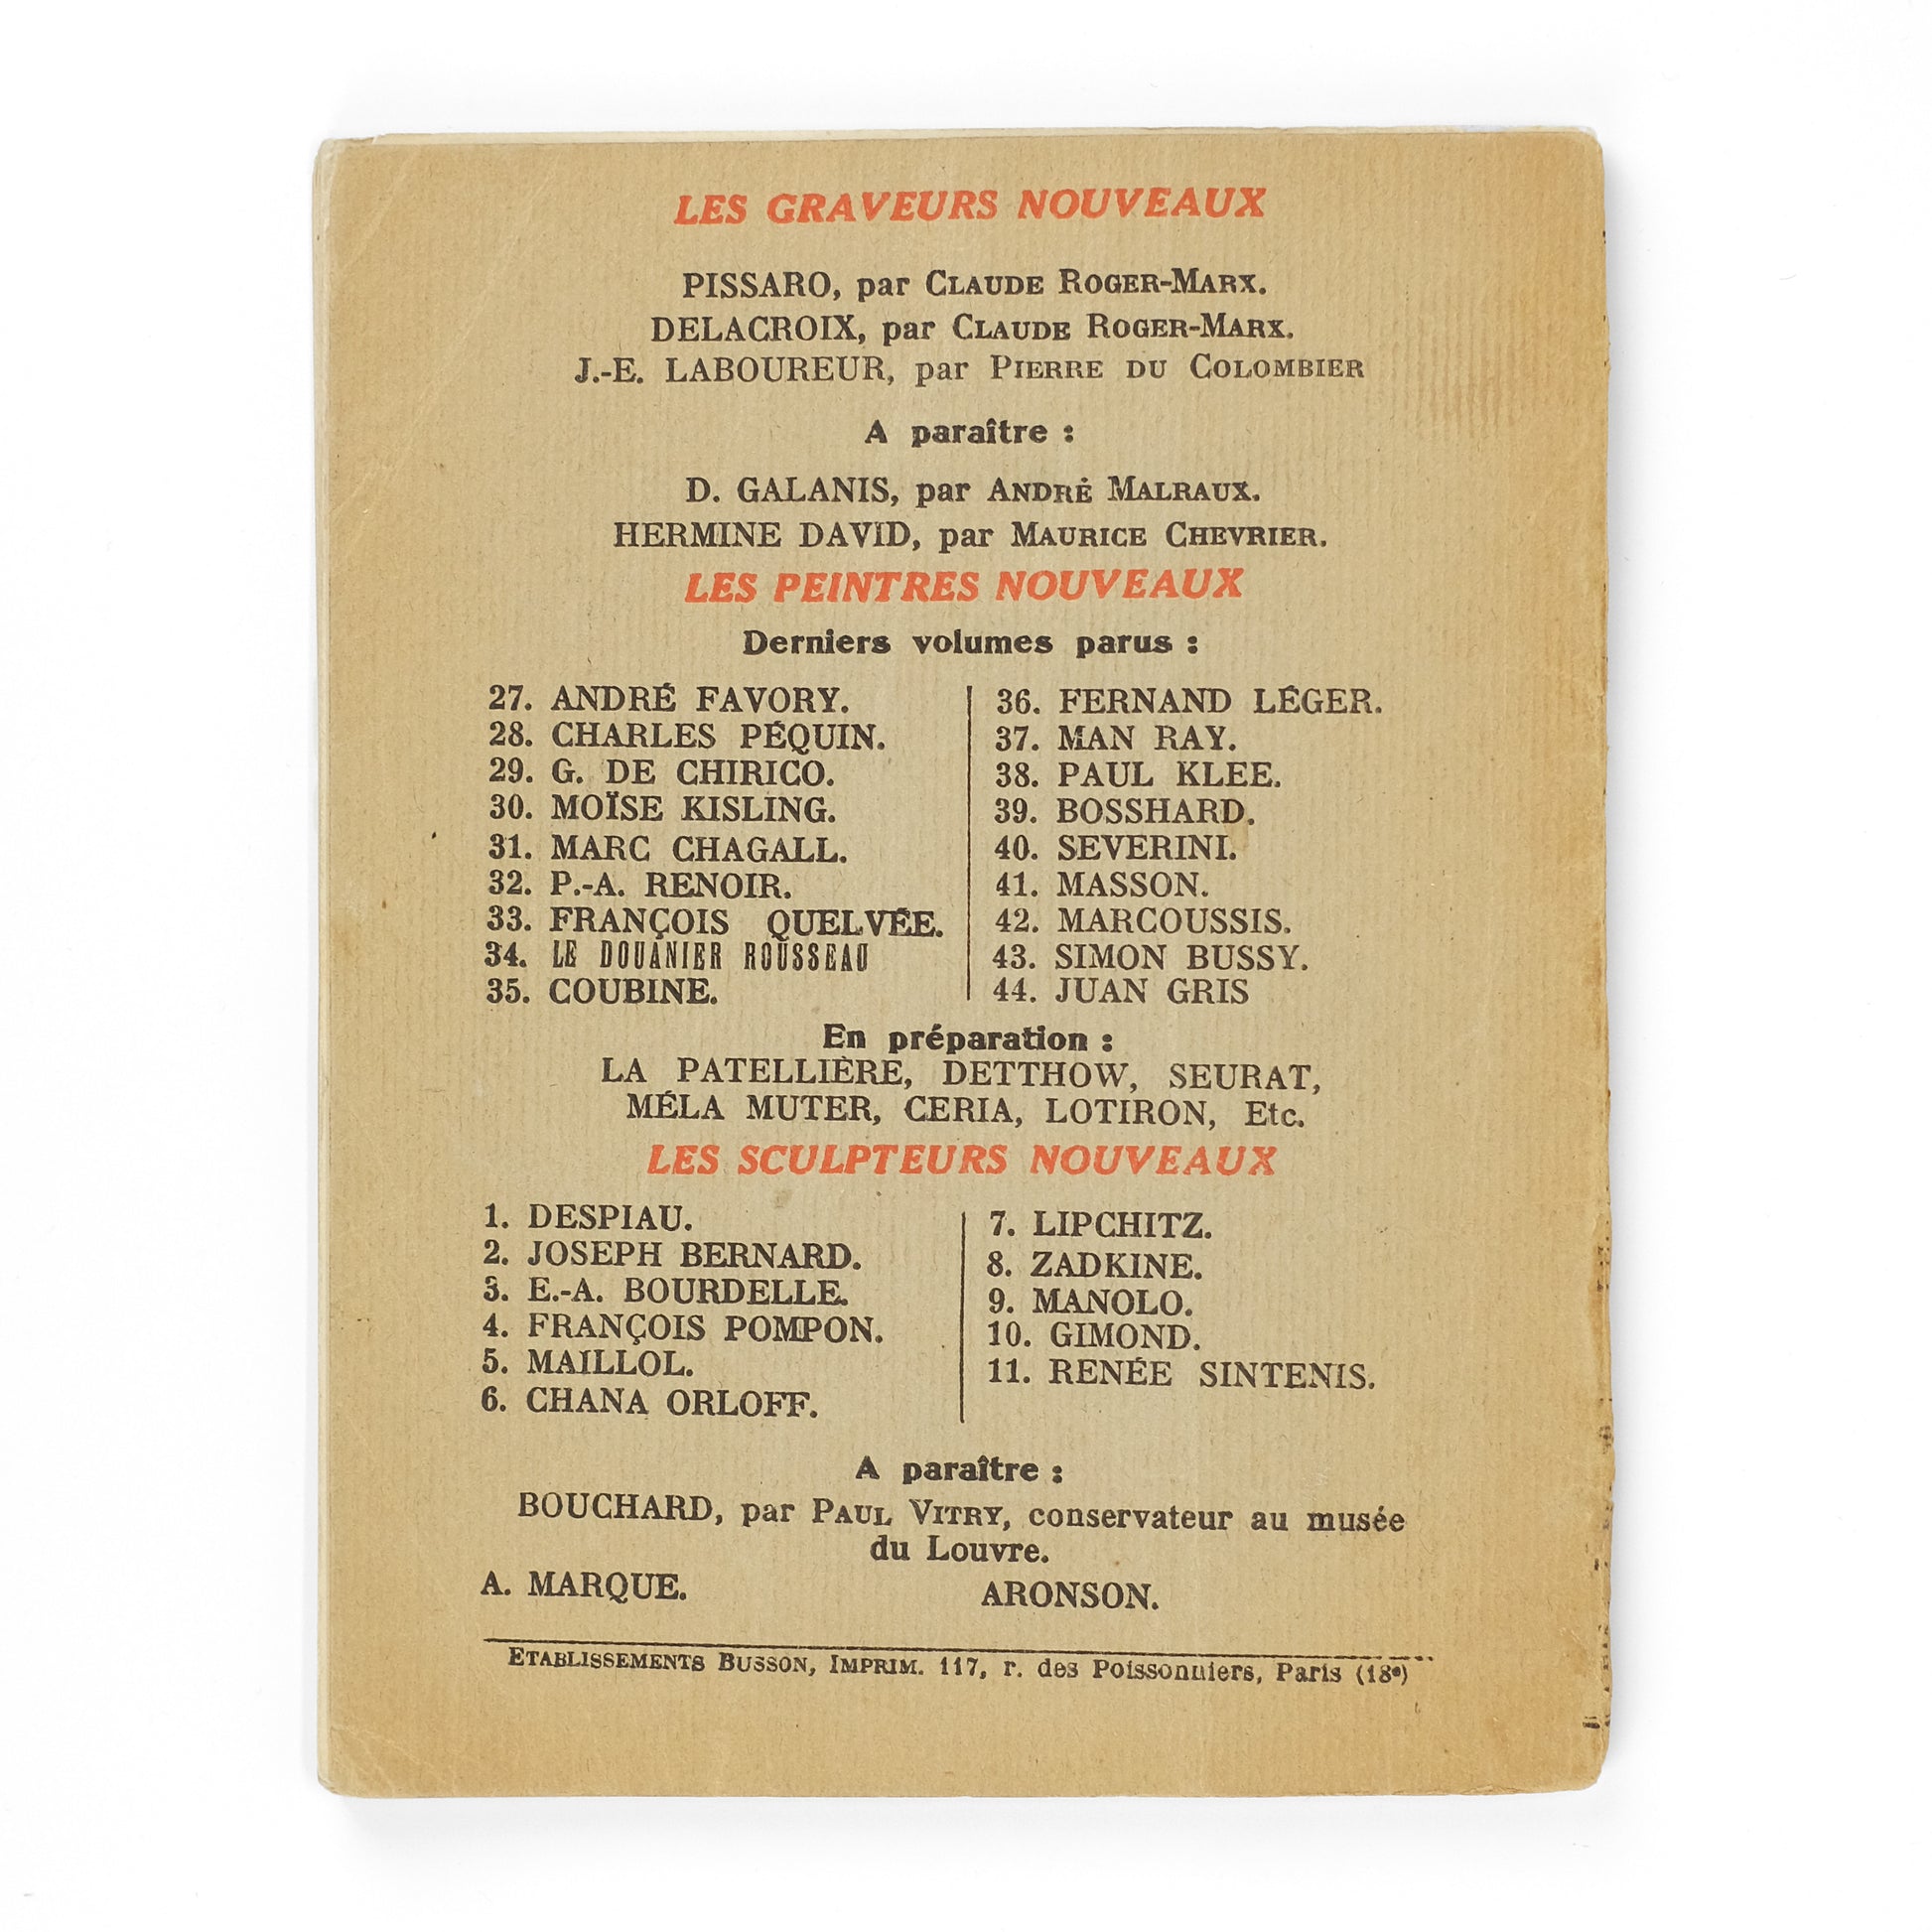 LES GRAVEURS NOUVEAUX
PISSARO, par CLAUDE ROGER-MARX.
DELACROIX, par CLAUDE ROGER-MARX.
J.-E. LABOUREUR, par PIERRE DU COLOMBIER
A paraître :
D. GALANIS, par ANDRÉ MALRAUX.
HERMINE DAVID, par MAURICE CHEVRIER.
LES PEINTRES NOUVEAUX
Derniers volumes parus :
27. ANDRÉ FAVORY.
28. CHARLES PÉQUIN.
29. G. DE CHIRICO.
30. MOÏSE KISLING.
31. MARC CHAGALL.
32. P.-A. RENOIR.
33. FRANÇOIS QUELVÉE.
34. LE DOUANIER ROUSSEAU
35. COUBINE.
36. FERNAND LÉGER.
37. MAN RAY.
38. PAUL KLEE.
39. BOSSHARD.
40. SEVERINI.
41. MASSON.
42. MARCOUSSIS.
43. SIMON BUSSY.
44. JUAN GRIS
En préparation :
LA PATELLIÈRE, DETTHOW, SEURAT,
MÉLA MUTER, CERIA, LOTIRON, Etc.
LES SCULPTEURS NOUVEAUX
1. DESPIAU.
2. JOSEPH BERNARD.
3. E.-A. BOURDELLE.
4. FRANÇOIS POMPON.
5. MAILLOL.
6. CHANA ORLOFF.
7. LIPCHITZ.
8. ZADKINE.
9. MANOLO.
10. GIMOND.
11. RENÉE SINTENIS.
A paraître :
BOUCHARD, par PAUL VITRY, conservateur au musée
du Louvre.
A. MARQUE. ARONSON.
ETABLISSEMENTS BUSSON, IMPRIM. 117, r. des Poissonniers, Paris (18e)